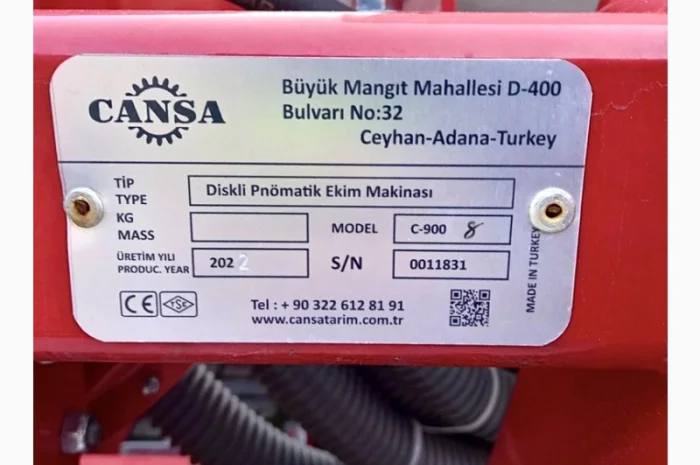 CANSA
Büyük Mangıt Mahallesi D-400
Bulvarı No:32
Ceyhan-Adana-Turkey
TİP
TYPE
Diskli Pnömatik Ekim Makinası
KG
MASS
MODEL
C-900 8
ÜRETİM YILI
PRODUC. YEAR
2022
S/N
0011831
MADE IN TURKEY
CE
TSE
Tel : + 90 322 612 81 91
www.cansatarim.com.tr